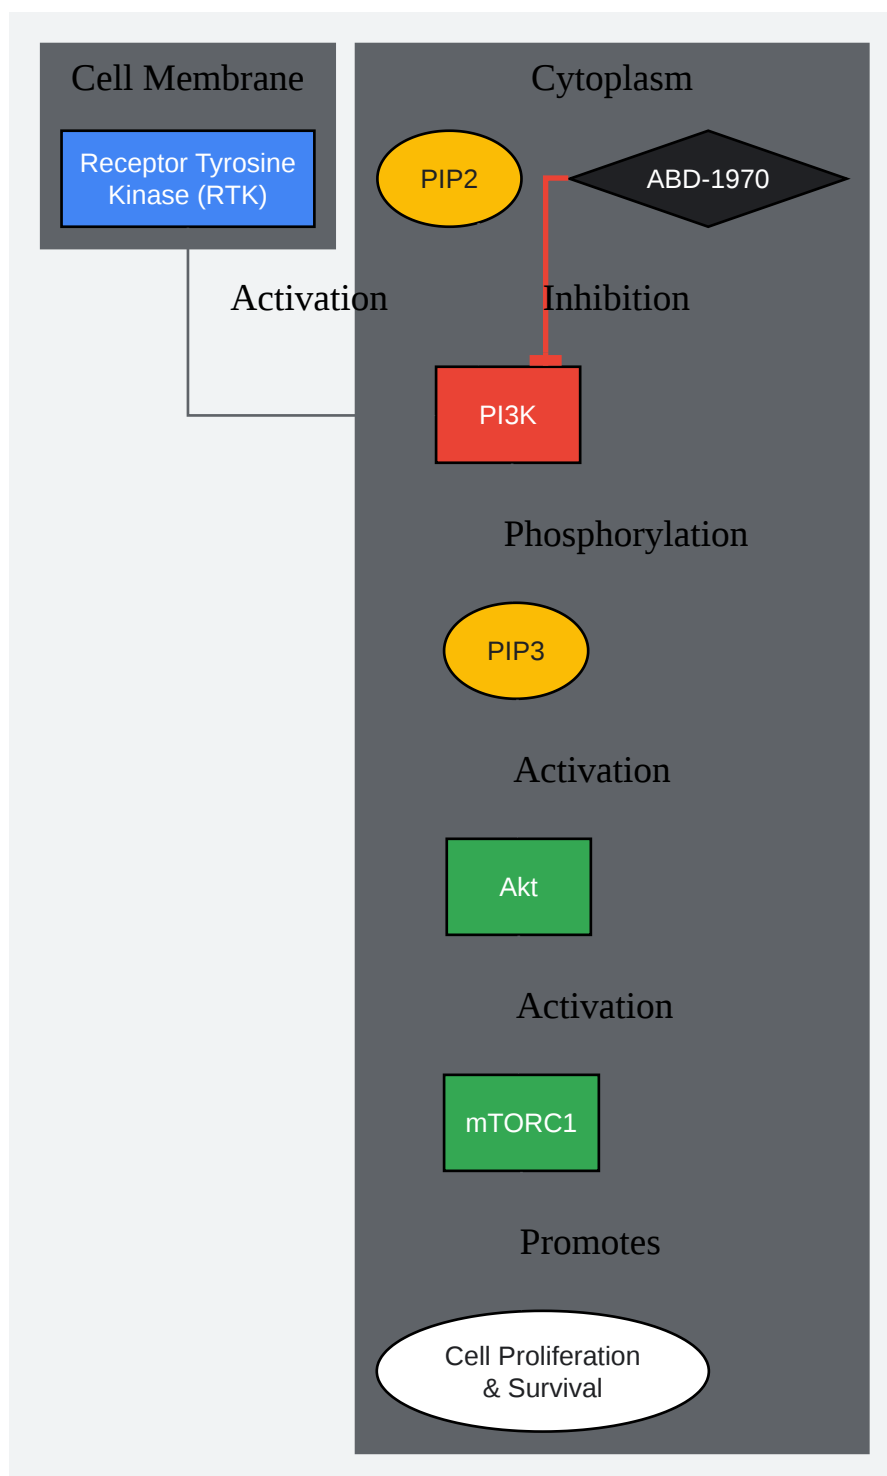 Cell Membrane
Cytoplasm
Receptor Tyrosine
Kinase (RTK)
PIP2
ABD-1970
Activation
Inhibition
PI3K
Phosphorylation
PIP3
Activation
Akt
Activation
mTORC1
Promotes
Cell Proliferation
& Survival